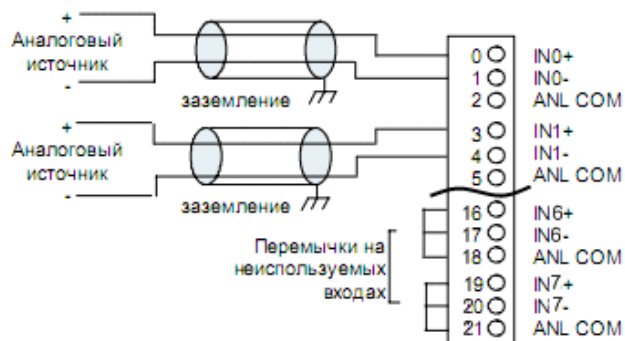 +
Аналоговый
источник
-
заземление
+
Аналоговый
источник
-
заземление
Перемычки на
неиспользуемых
входах
0 IN0+
1 IN0-
2 ANL COM
3 IN1+
4 IN1-
5 ANL COM
16 IN6+
17 IN6-
18 ANL COM
19 IN7+
20 IN7-
21 ANL COM